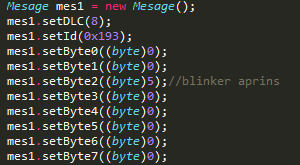 Mesage mes1 = new Mesage();
mes1.setDLC(8);
mes1.setId(0x193);
mes1.setByte0((byte)0);
mes1.setByte1((byte)0);
mes1.setByte2((byte)5);//blinker aprins
mes1.setByte3((byte)0);
mes1.setByte4((byte)0);
mes1.setByte5((byte)0);
mes1.setByte6((byte)0);
mes1.setByte7((byte)0);